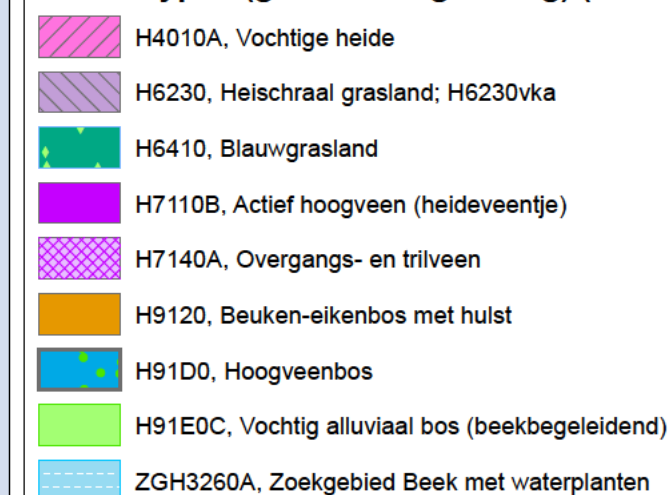 H4010A, Vochtige heide
H6230, Heischraal grasland; H6230vka
H6410, Blauwgrasland
H7110B, Actief hoogveen (heideveentje)
H7140A, Overgangs- en trilveen
H9120, Beuken-eikenbos met hulst
H91D0, Hoogveenbos
H91E0C, Vochtig alluviaal bos (beekbegeleidend)
ZGH3260A, Zoekgebied Beek met waterplanten